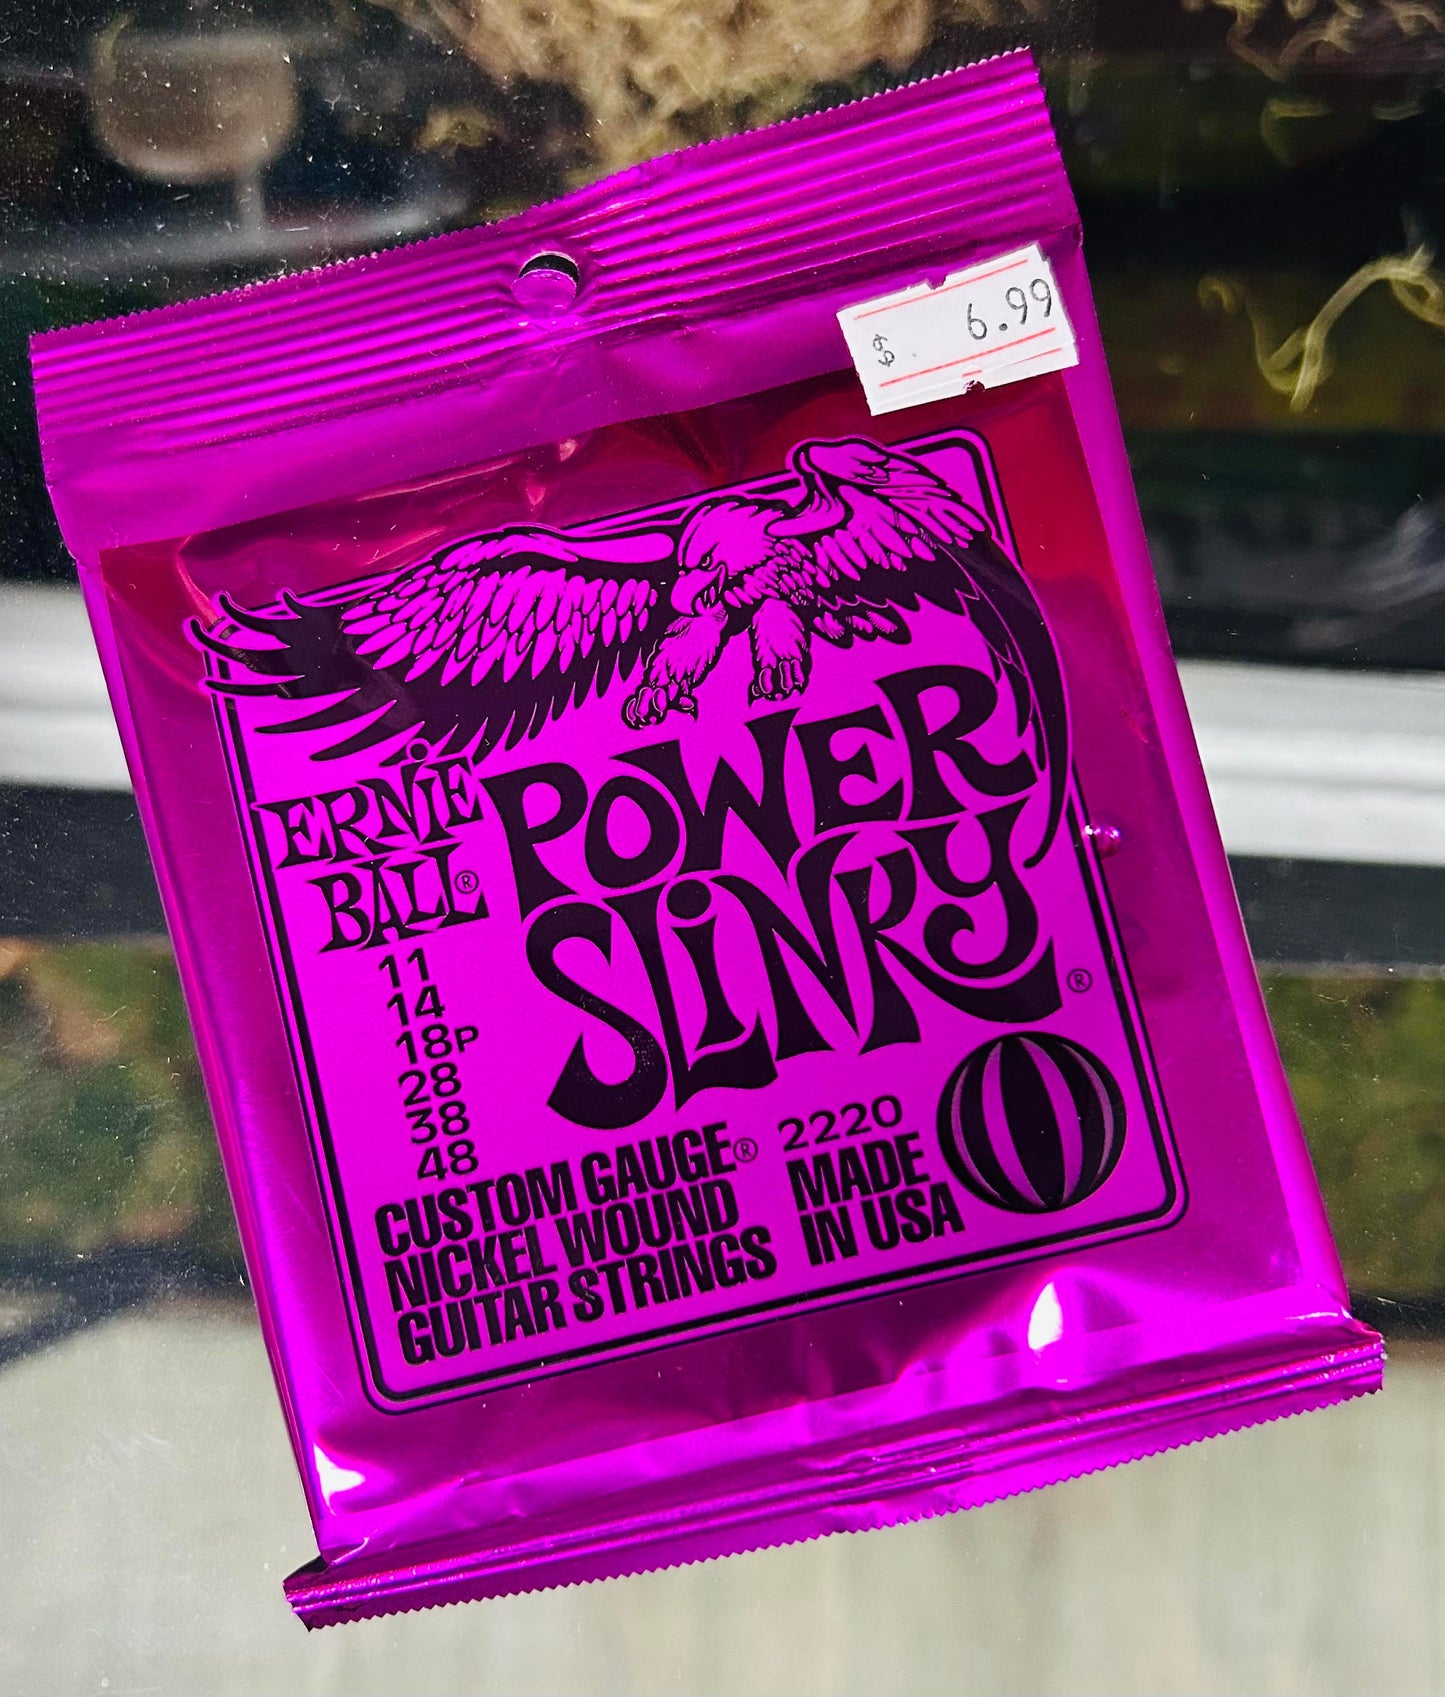 $ 6.99
ERNiE
BALL®
POWER
SLiNKY®
11
14
18P
28
38
48
CUSTOM GAUGE®
NICKEL WOUND
GUITAR STRINGS
2220
MADE
IN USA